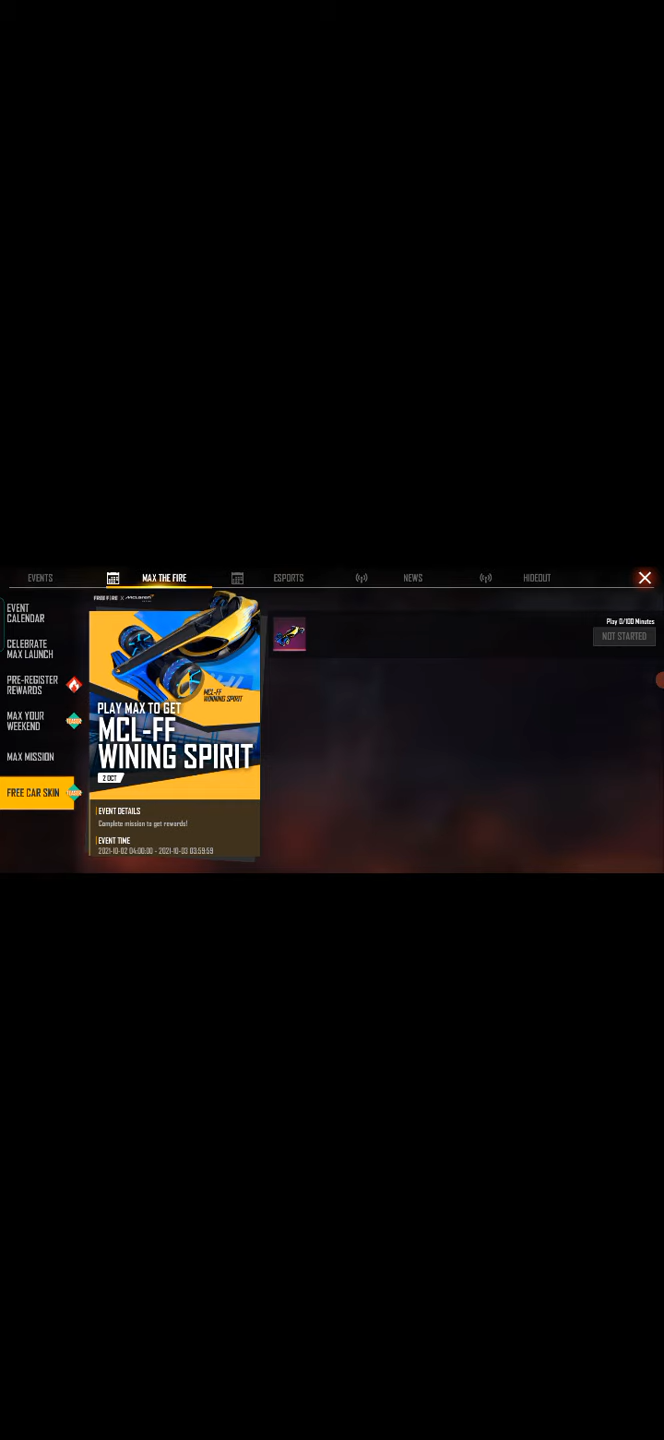 EVENTS
MAX THE FIRE
ESPORTS
NEWS
HIDEOUT
EVENT
CALENDAR
CELEBRATE
MAX LAUNCH
PRE-REGISTER
REWARDS
MAX YOUR
WEEKEND
MAX MISSION
FREE CAR SKIN
FREE FIRE X McLaren
MCL-FF
WINNING SPIRIT
PLAY MAX TO GET
MCL-FF
WINING SPIRIT
2 OCT
EVENT DETAILS
Complete mission to get rewards!
EVENT TIME
2021-10-02 04:00:00 - 2021-10-03 03:59:59
Play 0/100 Minutes
NOT STARTED